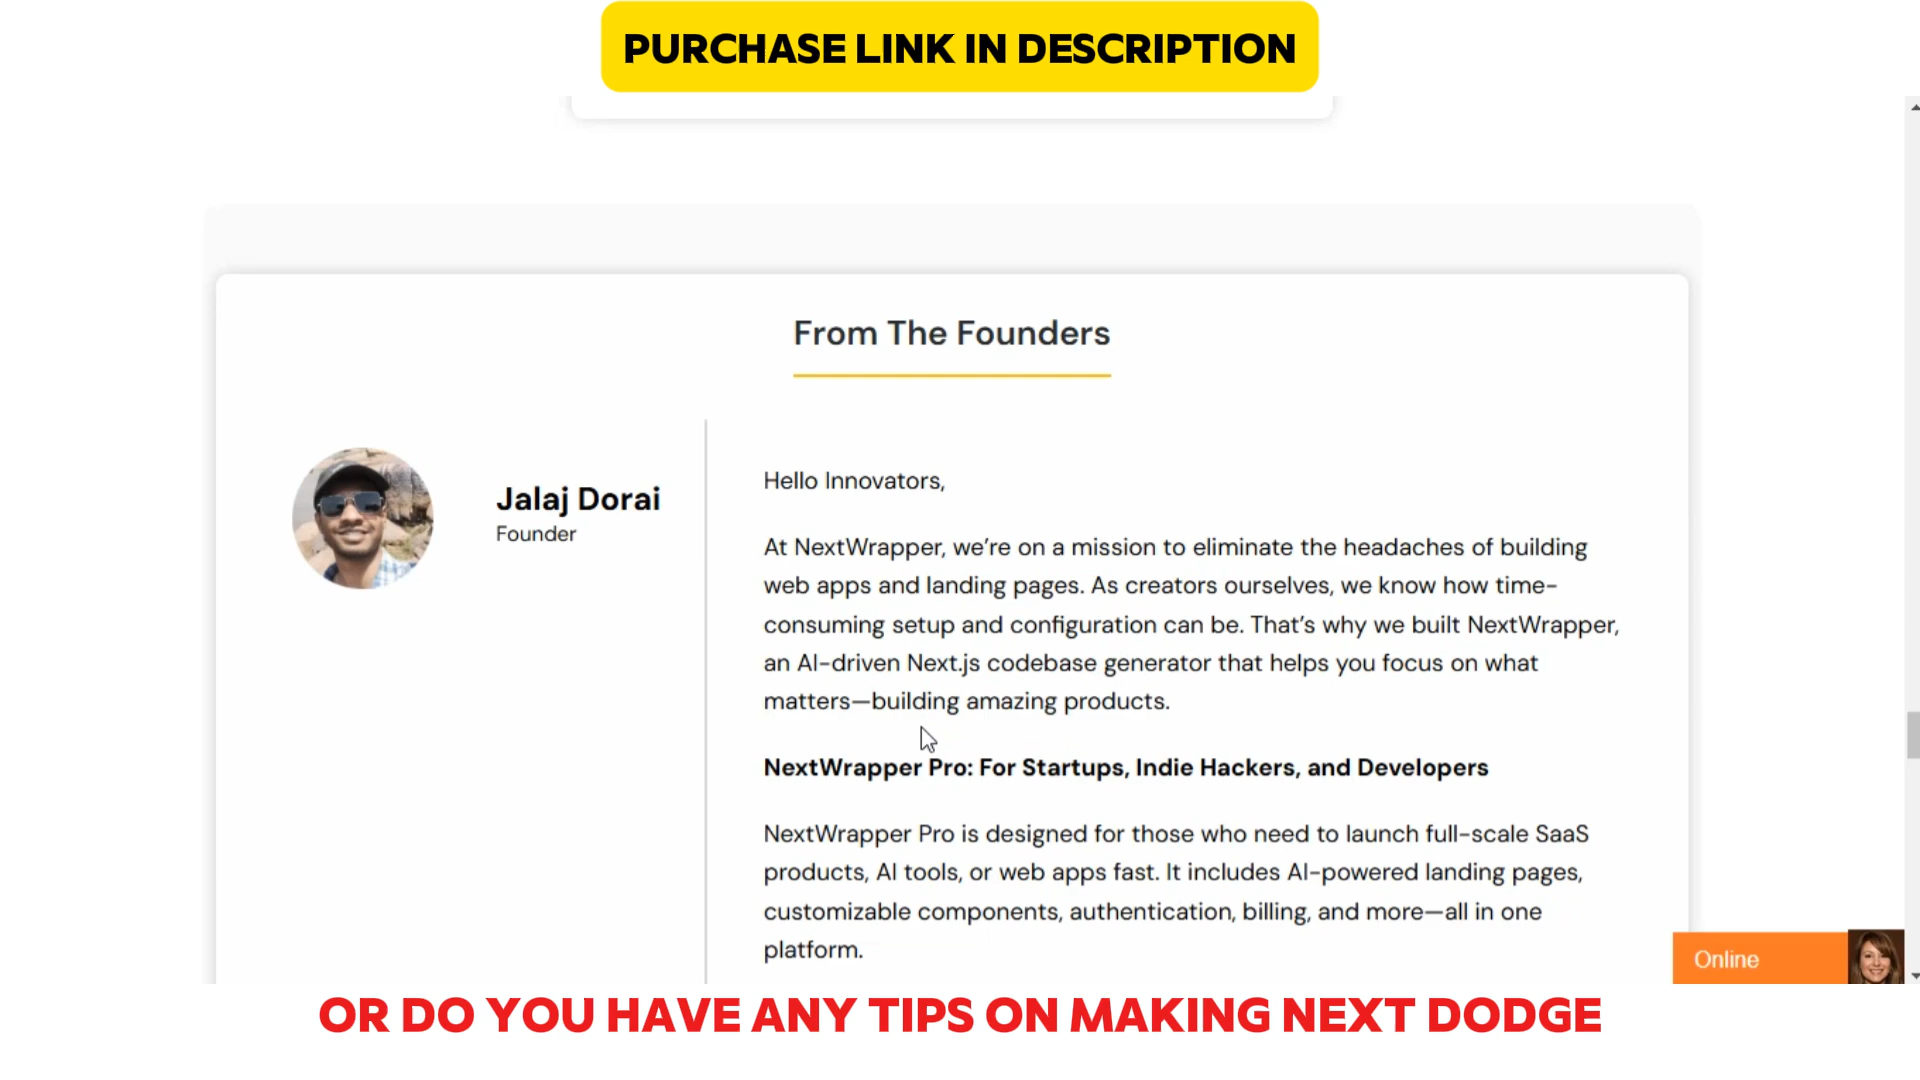 PURCHASE LINK IN DESCRIPTION
From The Founders
Jalaj Dorai
Founder
Hello Innovators,
At NextWrapper, we’re on a mission to eliminate the headaches of building
web apps and landing pages. As creators ourselves, we know how time-
consuming setup and configuration can be. That’s why we built NextWrapper,
an AI-driven Next.js codebase generator that helps you focus on what
matters—building amazing products.
NextWrapper Pro: For Startups, Indie Hackers, and Developers
NextWrapper Pro is designed for those who need to launch full-scale SaaS
products, AI tools, or web apps fast. It includes AI-powered landing pages,
customizable components, authentication, billing, and more—all in one
platform.
Online
OR DO YOU HAVE ANY TIPS ON MAKING NEXT DODGE